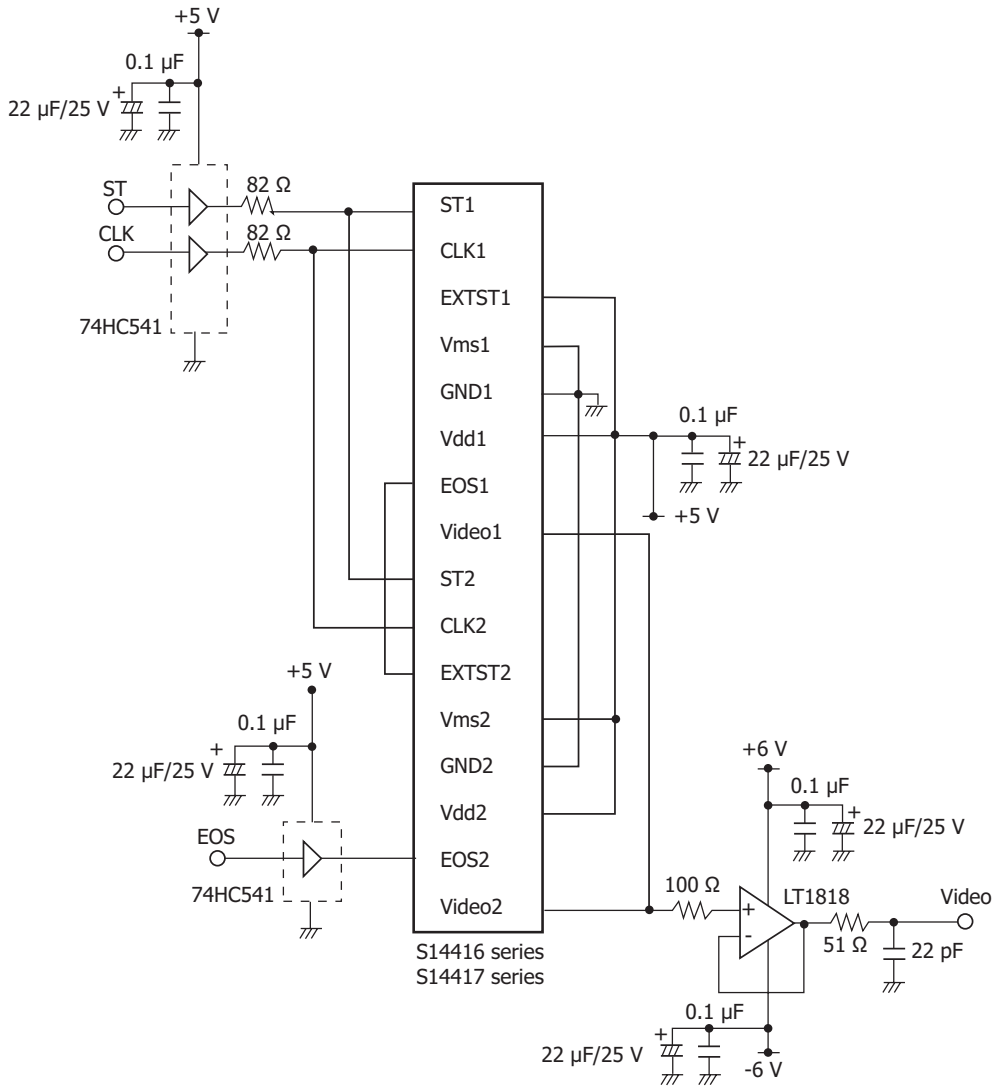 +5 V
0.1 µF
+
22 µF/25 V
ST
82 Ω
CLK
82 Ω
74HC541
ST1
CLK1
EXTST1
Vms1
GND1
Vdd1
EOS1
Video1
ST2
CLK2
EXTST2
Vms2
GND2
Vdd2
EOS2
Video2
S14416 series
S14417 series
0.1 µF
+
22 µF/25 V
+5 V
+5 V
0.1 µF
+
22 µF/25 V
EOS
74HC541
+6 V
0.1 µF
+
22 µF/25 V
100 Ω
LT1818
+
-
51 Ω
Video
22 pF
0.1 µF
+
22 µF/25 V
-6 V